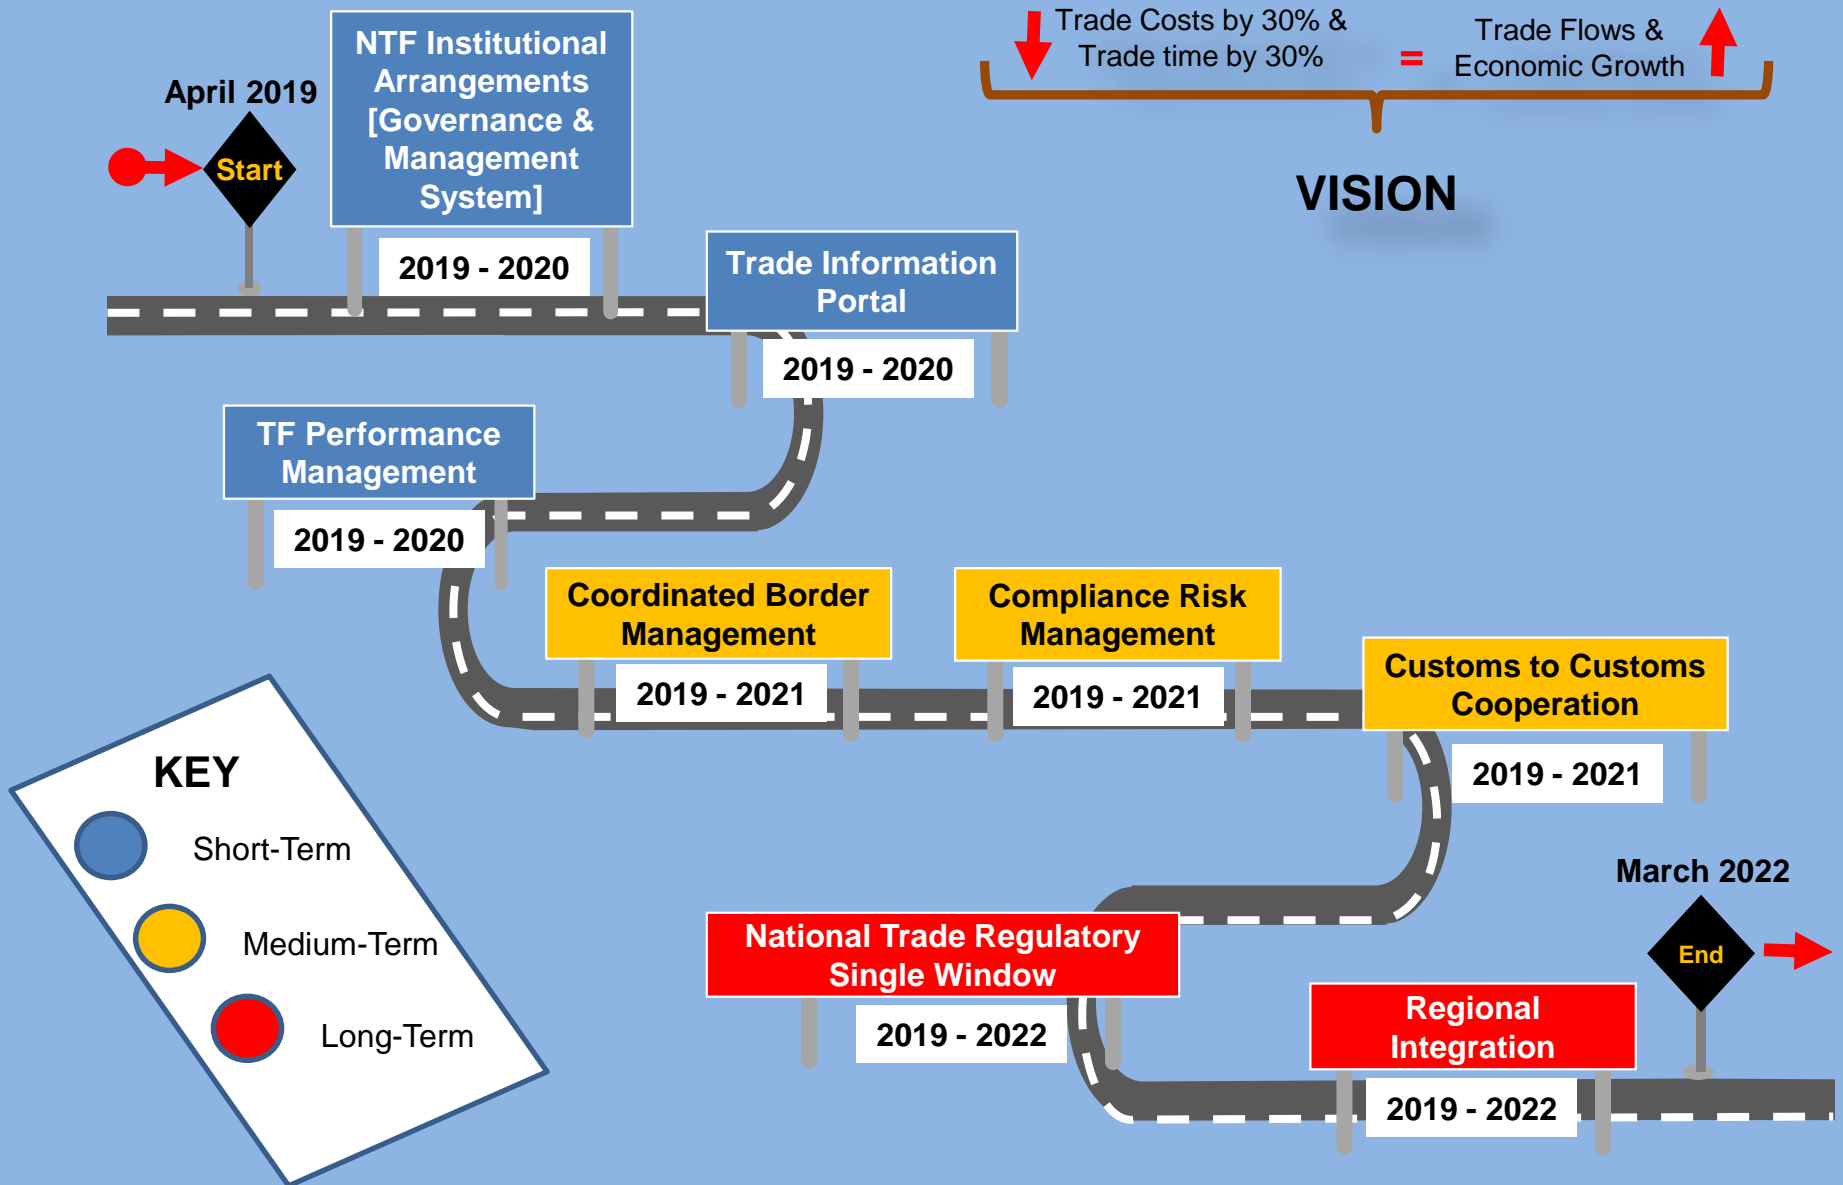 NTF Institutional
Arrangements
[Governance &
Management
System]
2019 - 2020
April 2019
Start
Trade Costs by 30% &
Trade time by 30%
=
Trade Flows &
Economic Growth
VISION
Trade Information
Portal
2019 - 2020
TF Performance
Management
2019 - 2020
Coordinated Border
Management
2019 - 2021
Compliance Risk
Management
2019 - 2021
Customs to Customs
Cooperation
2019 - 2021
KEY
Short-Term
Medium-Term
Long-Term
National Trade Regulatory
Single Window
2019 - 2022
Regional
Integration
2019 - 2022
March 2022
End